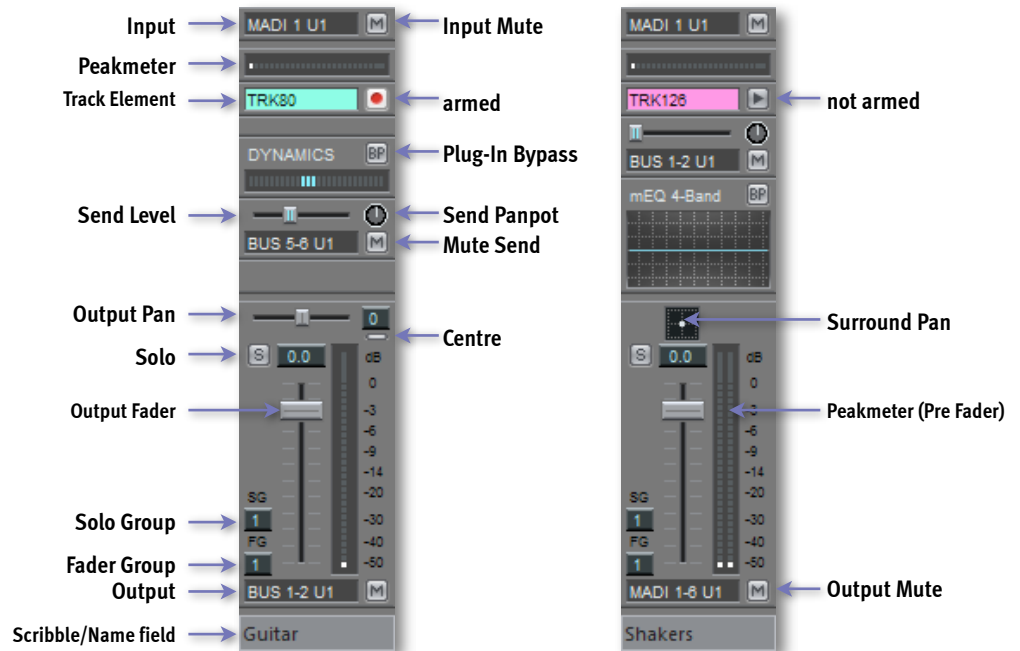 Input MADI 1 U1 M Input Mute MADI 1 U1 M
Peakmeter
Track Element TRK80 armed TRK126 not armed
DYNAMICS BP Plug-In Bypass BUS 1-2 U1 M
mEQ 4-Band BP
Send Level Send Panpot
BUS 5-6 U1 M Mute Send
Output Pan 0 Surround Pan
Centre
Solo S 0.0 dB S 0.0 dB
0 0
Output Fader -3 -3 Peakmeter (Pre Fader)
-6 -6
-9 -9
-14 -14
SG -20 SG -20
Solo Group 1 -30 1 -30
FG -40 FG -40
Fader Group 1 -50 1 -50
Output BUS 1-2 U1 M MADI 1-6 U1 M Output Mute
Scribble/Name field Guitar Shakers